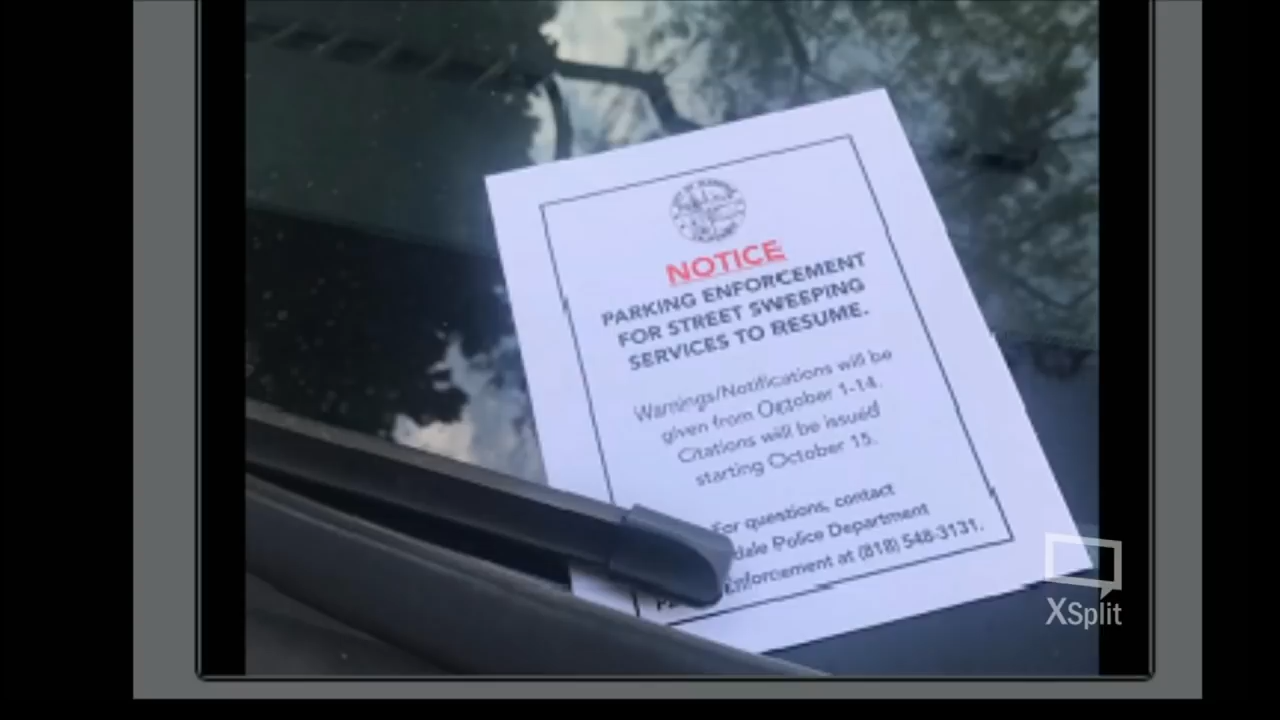 NOTICE
PARKING ENFORCEMENT
FOR STREET SWEEPING
SERVICES TO RESUME.
Warnings/Notifications will be
given from October 1-14.
Citations will be issued
starting October 15.
For questions, contact
dale Police Department
Enforcement at (818) 548-3131.
XSplit